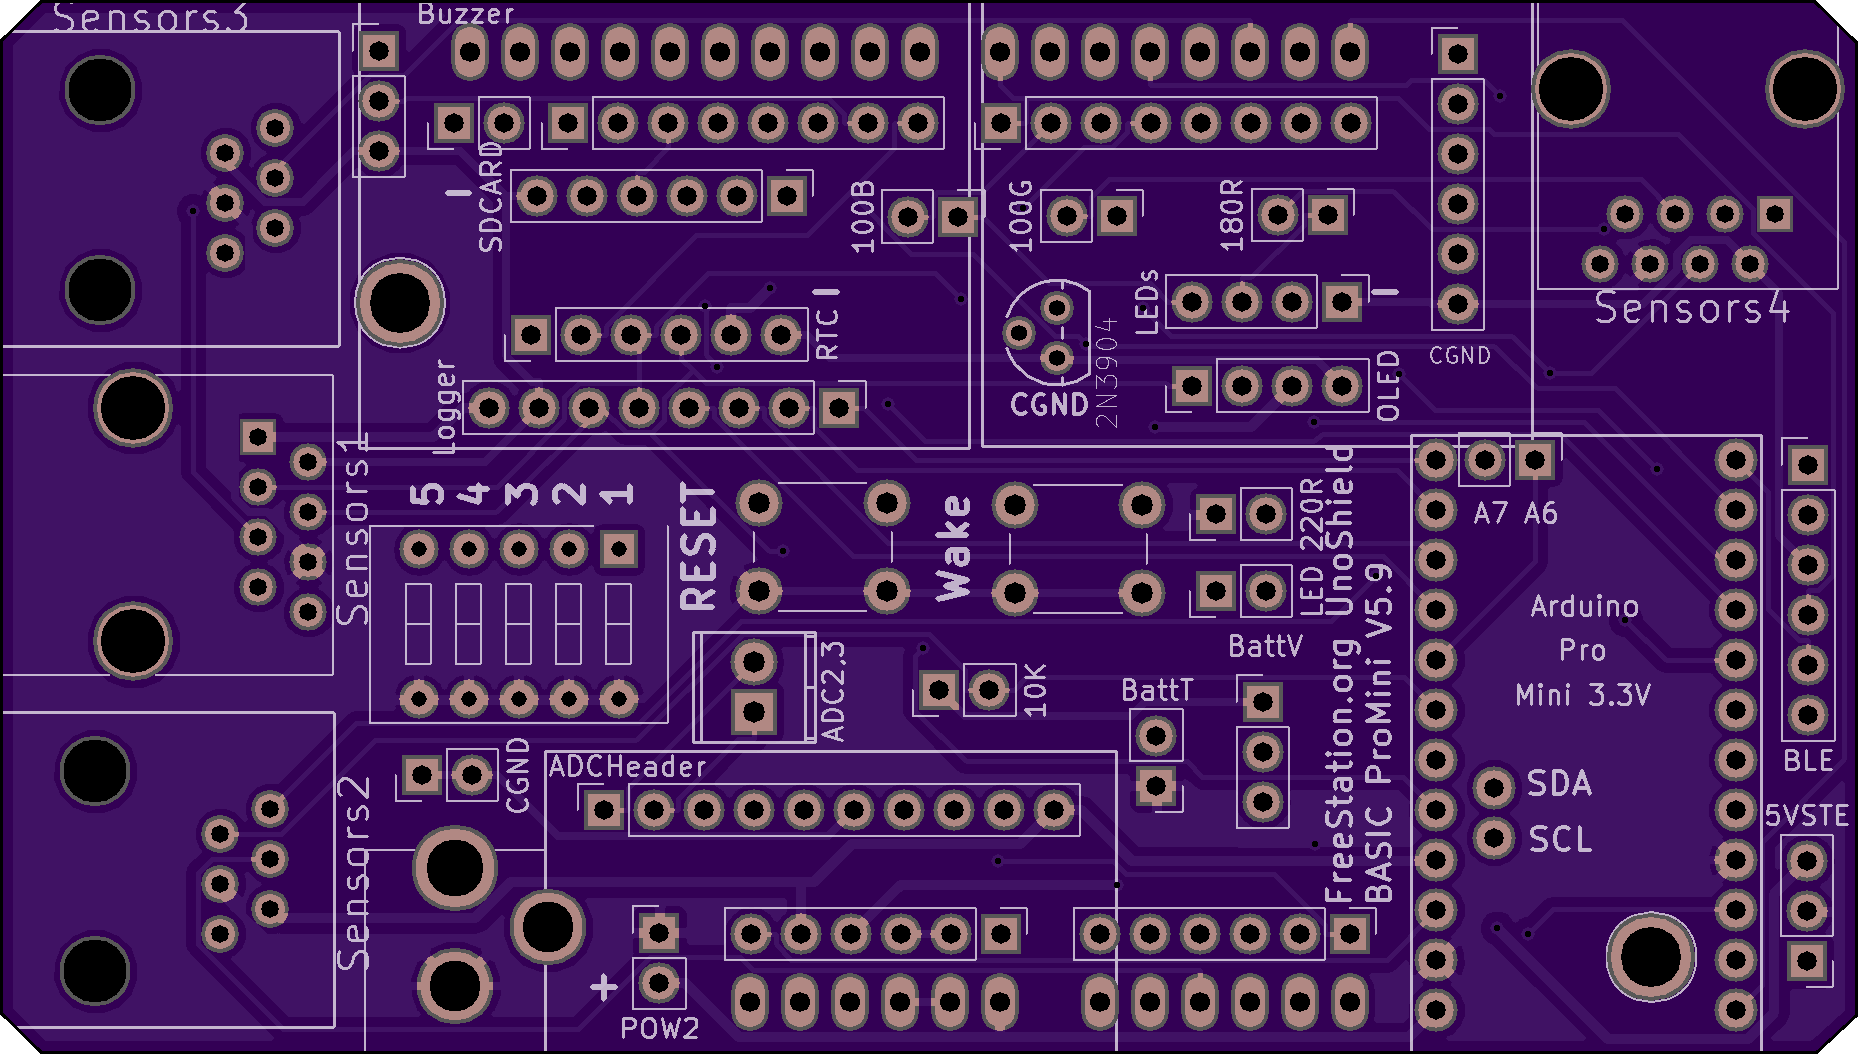 Sensors3
Buzzer
SDCARD
100B
100G
180R
Sensors4
LEDs
RTC
2N3904
CGND
CGND
OLED
Logger
Sensors1
5 4 3 2 1
RESET
Wake
LED 220R
A7 A6
Arduino
Pro
Mini 3.3V
BattV
ADC2.3
10K
BattT
FreeStation.org UnoShield
BASIC ProMini V5.9
BLE
CGND
ADCHeader
SDA
SCL
5VSTE
Sensors2
+
POW2